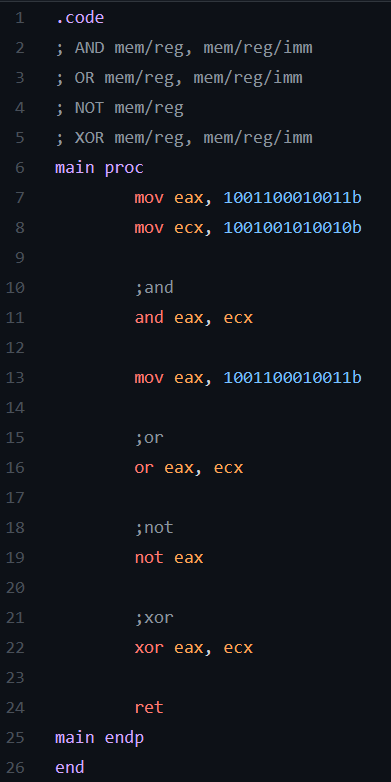 1 .code
2 ; AND mem/reg, mem/reg/imm
3 ; OR mem/reg, mem/reg/imm
4 ; NOT mem/reg
5 ; XOR mem/reg, mem/reg/imm
6 main proc
7 mov eax, 1001100010011b
8 mov ecx, 1001001010010b
9
10 ;and
11 and eax, ecx
12
13 mov eax, 1001100010011b
14
15 ;or
16 or eax, ecx
17
18 ;not
19 not eax
20
21 ;xor
22 xor eax, ecx
23
24 ret
25 main endp
26 end